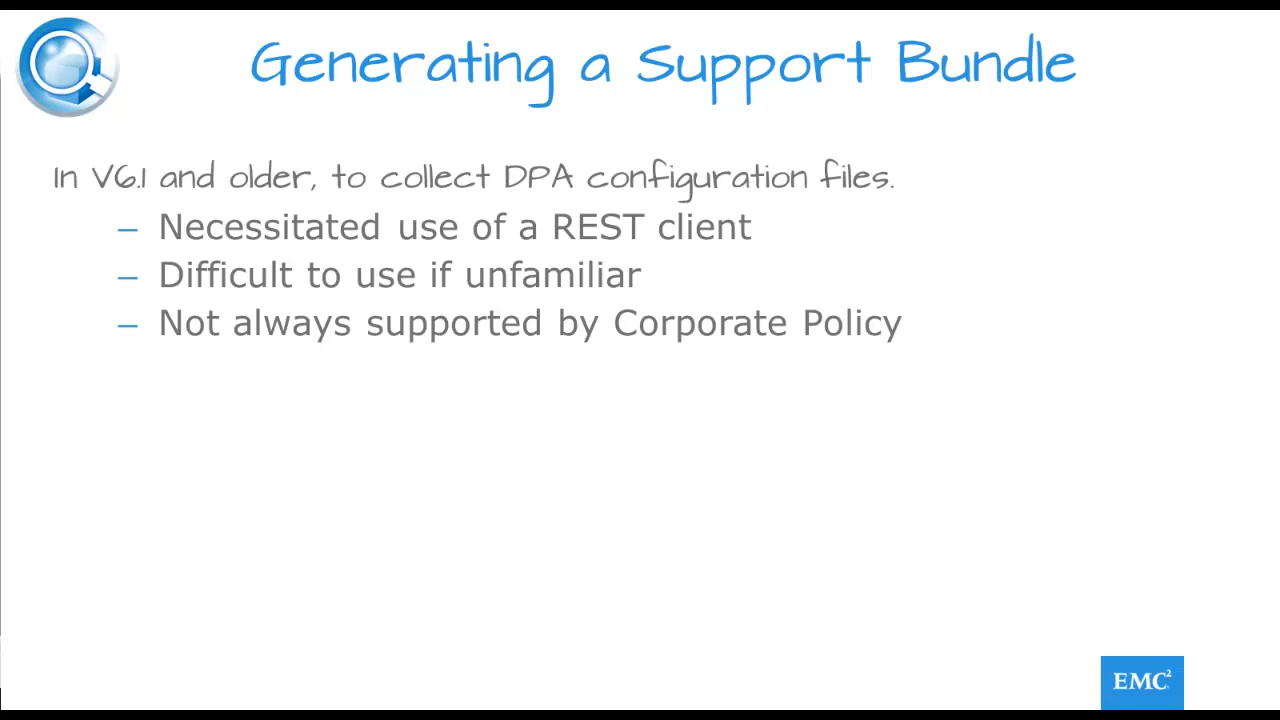 Generating a Support Bundle
In V6.1 and older, to collect DPA configuration files.
– Necessitated use of a REST client
– Difficult to use if unfamiliar
– Not always supported by Corporate Policy
EMC²